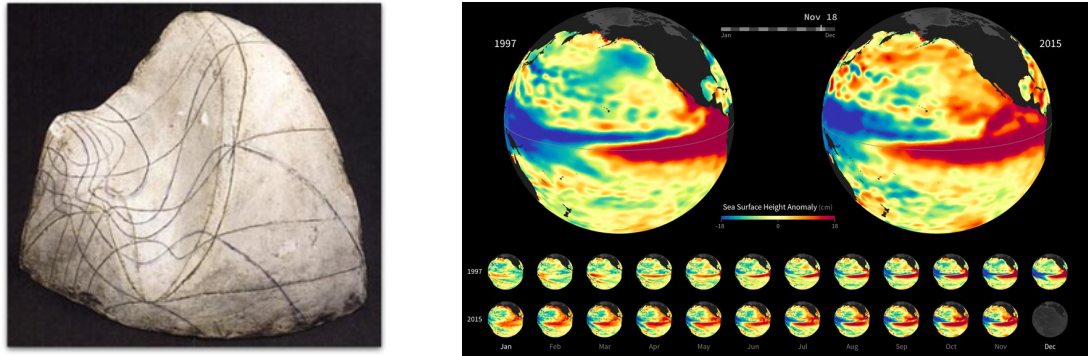 Nov 18
Jan Dec
1997
2015
Sea Surface Height Anomaly (cm)
-18 0 18
1997
2015
Jan Feb Mar Apr May Jun Jul Aug Sep Oct Nov Dec